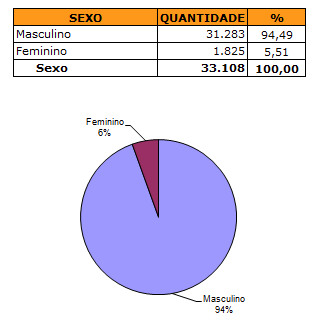 SEXO QUANTIDADE %
Masculino 31.283 94,49
Feminino 1.825 5,51
Sexo 33.108 100,00
Feminino
6%
Masculino
94%